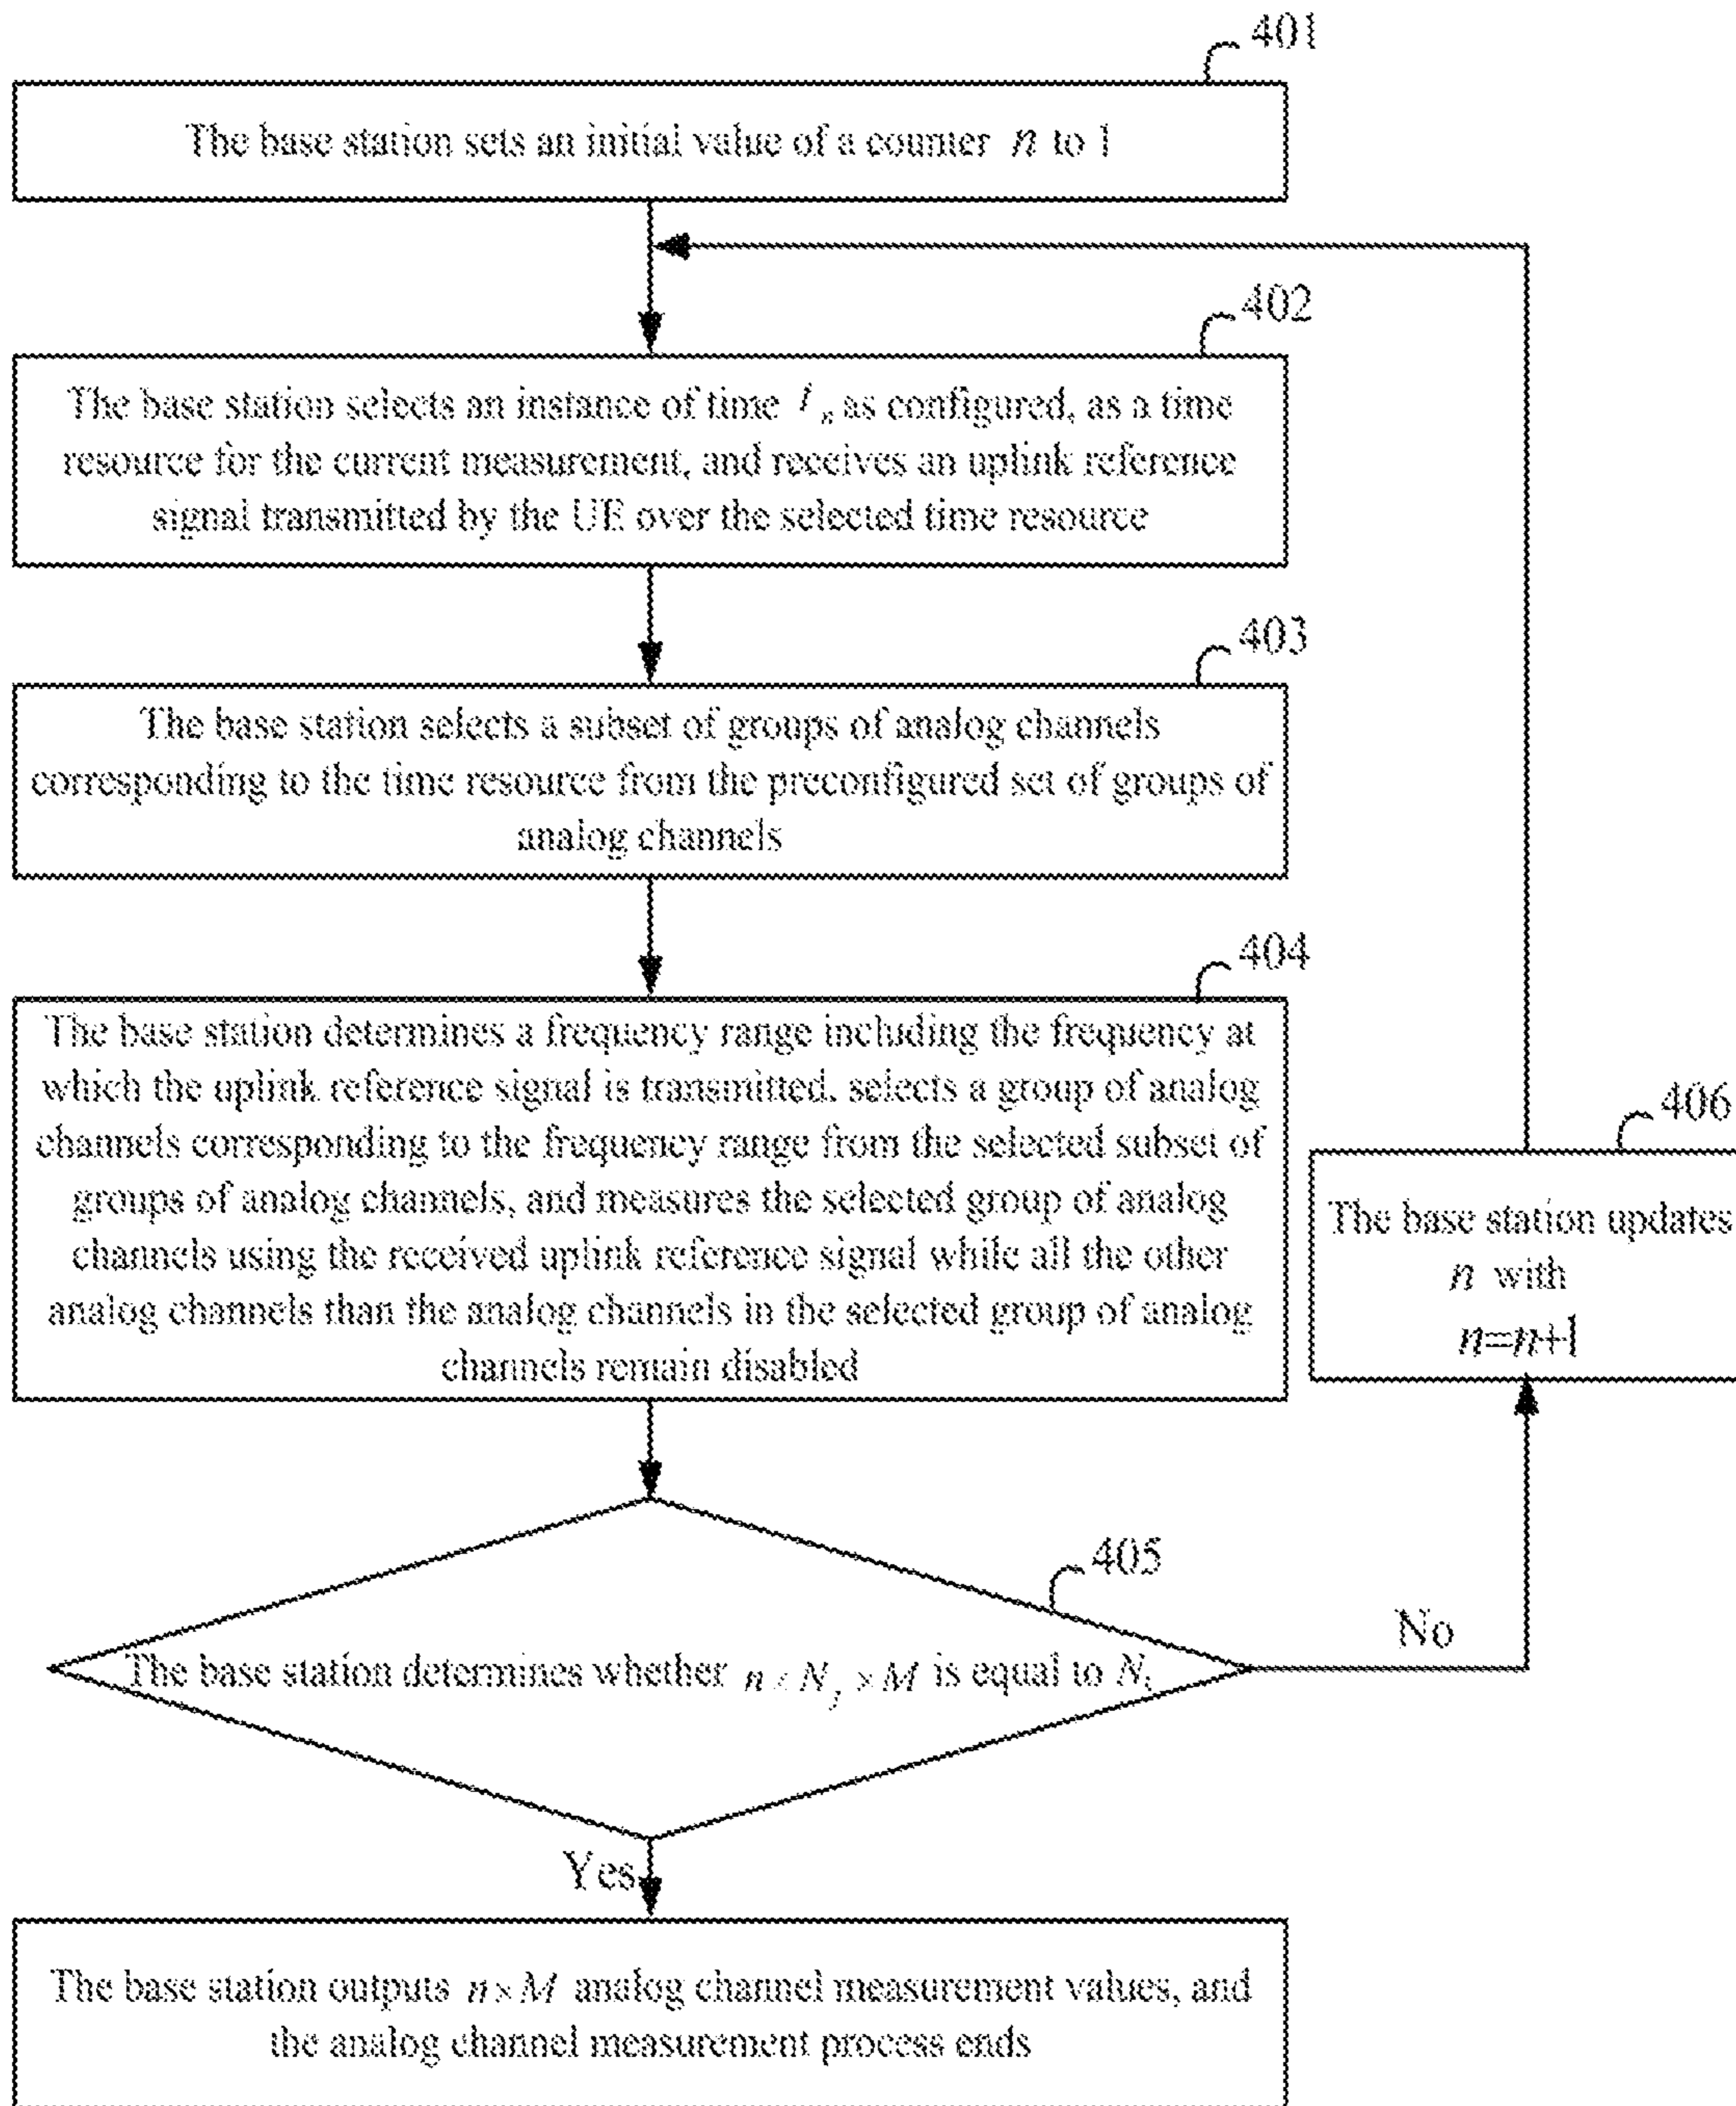 401
The base station sets an initial value of a counter n to 1
402
The base station selects an instance of time t_n as configured, as a time
resource for the current measurement, and receives an uplink reference
signal transmitted by the UE over the selected time resource
403
The base station selects a subset of groups of analog channels
corresponding to the time resource from the preconfigured set of groups of
analog channels
404
The base station determines a frequency range including the frequency at
which the uplink reference signal is transmitted, selects a group of analog
channels corresponding to the frequency range from the selected subset of
groups of analog channels, and measures the selected group of analog
channels using the received uplink reference signal while all the other
analog channels than the analog channels in the selected group of analog
channels remain disabled
405
The base station determines whether n × N_f × M is equal to N_t
No
406
The base station updates
n with
n=n+1
Yes
The base station outputs n×M analog channel measurement values, and
the analog channel measurement process ends